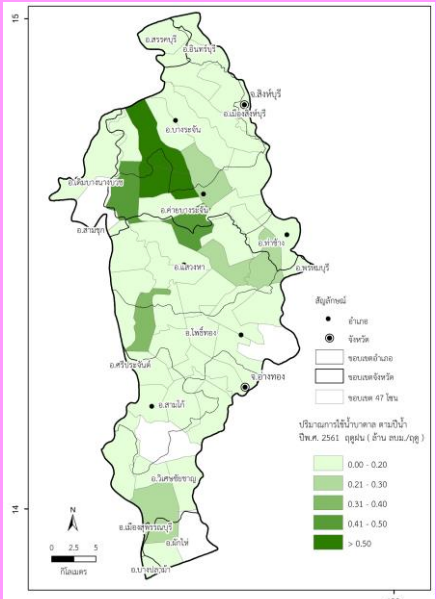 15
อ.สรรคบุรี
อ.อินทร์บุรี
จ.สิงห์บุรี
อ.เมืองสิงห์บุรี
อ.บางระจัน
อ.เดิมบางนางบวช
อ.ค่ายบางระจัน
อ.สามชุก
อ.ท่าช้าง
อ.พรหมบุรี
อ.แสวงหา
อ.โพธิ์ทอง
อ.ศรีประจันต์
จ.อ่างทอง
อ.สามโก้
อ.วิเศษชัยชาญ
14
อ.เมืองสุพรรณบุรี
อ.ผักไห่
อ.บางปลาม้า
N
0 2.5 5
กิโลเมตร
สัญลักษณ์
อำเภอ
จังหวัด
ขอบเขตอำเภอ
ขอบเขตจังหวัด
ขอบเขต 47 โซน
ปริมาณการใช้น้ำบาดาล ตามปีน้ำ
ปีพ.ศ. 2561 ฤดูฝน ( ล้าน ลบม./ฤดู )
0.00 - 0.20
0.21 - 0.30
0.31 - 0.40
0.41 - 0.50
> 0.50